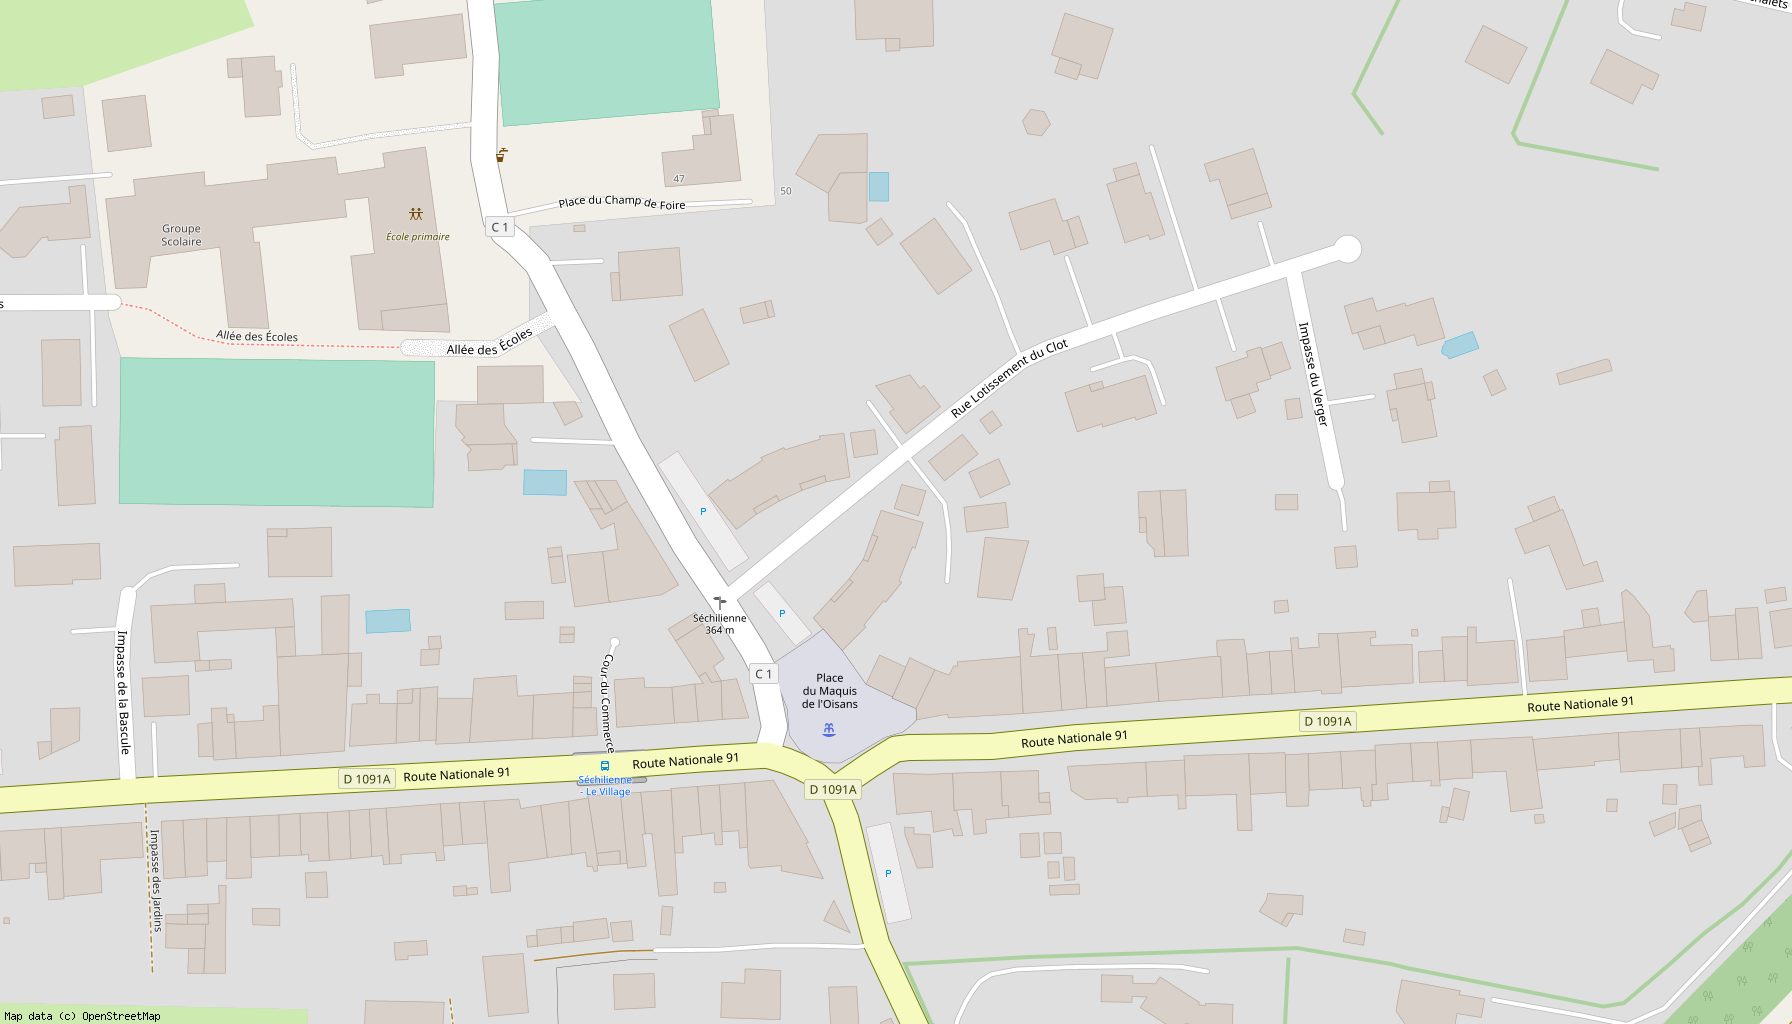 halets
47
50
Place du Champ de Foire
C 1
Groupe
Scolaire
École primaire
s
Allée des Écoles
Allée des Écoles
Impasse du Verger
Rue Lotissement du Clot
P
P
Séchilienne
364 m
Impasse de la Bascule
Cour du Commerce
C 1
Place
du Maquis
de l'Oisans
Route Nationale 91
D 1091A
Route Nationale 91
D 1091A
Route Nationale 91
Route Nationale 91
Séchilienne
- Le Village
D 1091A
Impasse des Jardins
P
Map data (c) OpenStreetMap